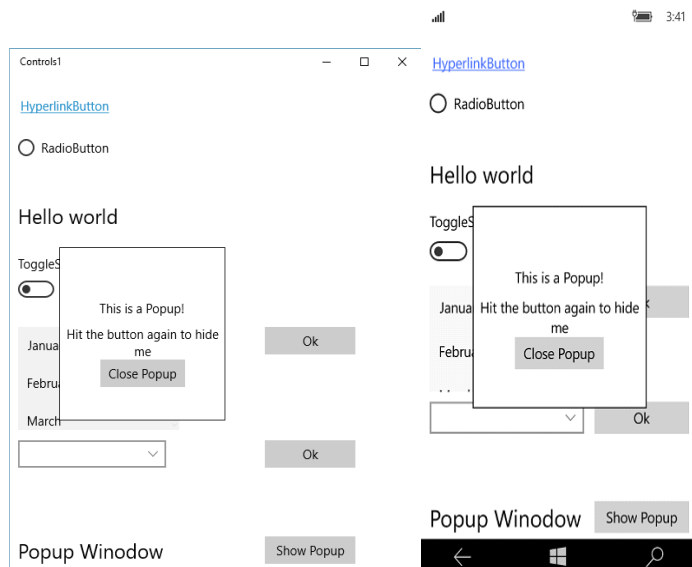 Controls1
HyperlinkButton
RadioButton
Hello world
ToggleS
This is a Popup!
Hit the button again to hide
me
Close Popup
Janua
Febru
March
Ok
Ok
Popup Winodow
Show Popup
3:41
HyperlinkButton
RadioButton
Hello world
ToggleS
This is a Popup!
Hit the button again to hide
me
Close Popup
Janua
Febru
k
Ok
Popup Winodow
Show Popup